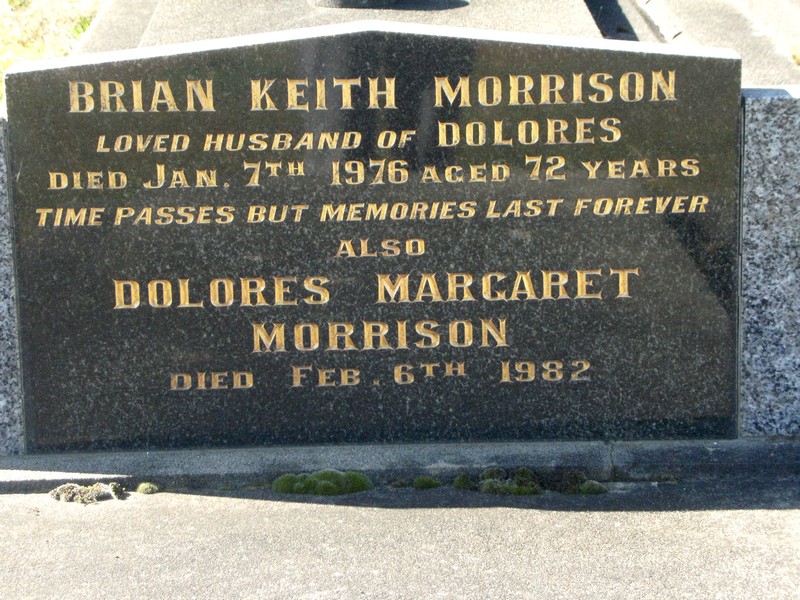 BRIAN KEITH MORRISON
LOVED HUSBAND OF DOLORES
DIED JAN. 7TH 1976 AGED 72 YEARS
TIME PASSES BUT MEMORIES LAST FOREVER
ALSO
DOLORES MARGARET
MORRISON
DIED FEB. 6TH 1982